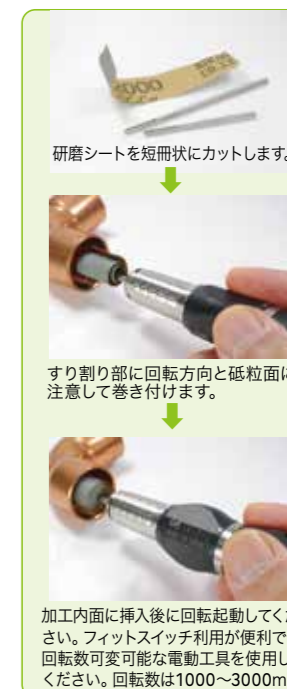 研磨シートを短冊状にカットします。
すり割り部に回転方向と砥粒面に
注意して巻き付けます。
加工内面に挿入後に回転起動してくだ
さい。フィットスイッチ利用が便利で
回転数可変可能な電動工具を使用し
ください。回転数は1000~3000m